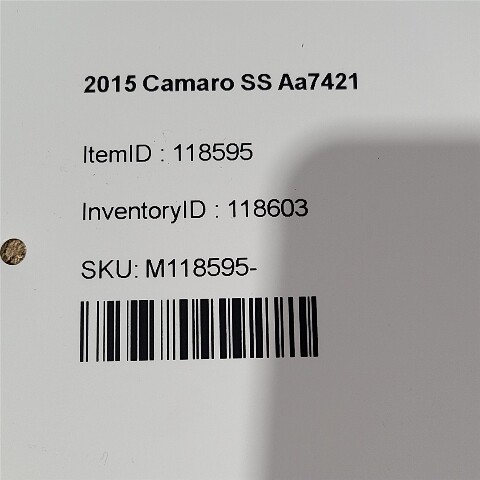 2015 Camaro SS Aa7421
ItemID : 118595
InventoryID : 118603
SKU: M118595-